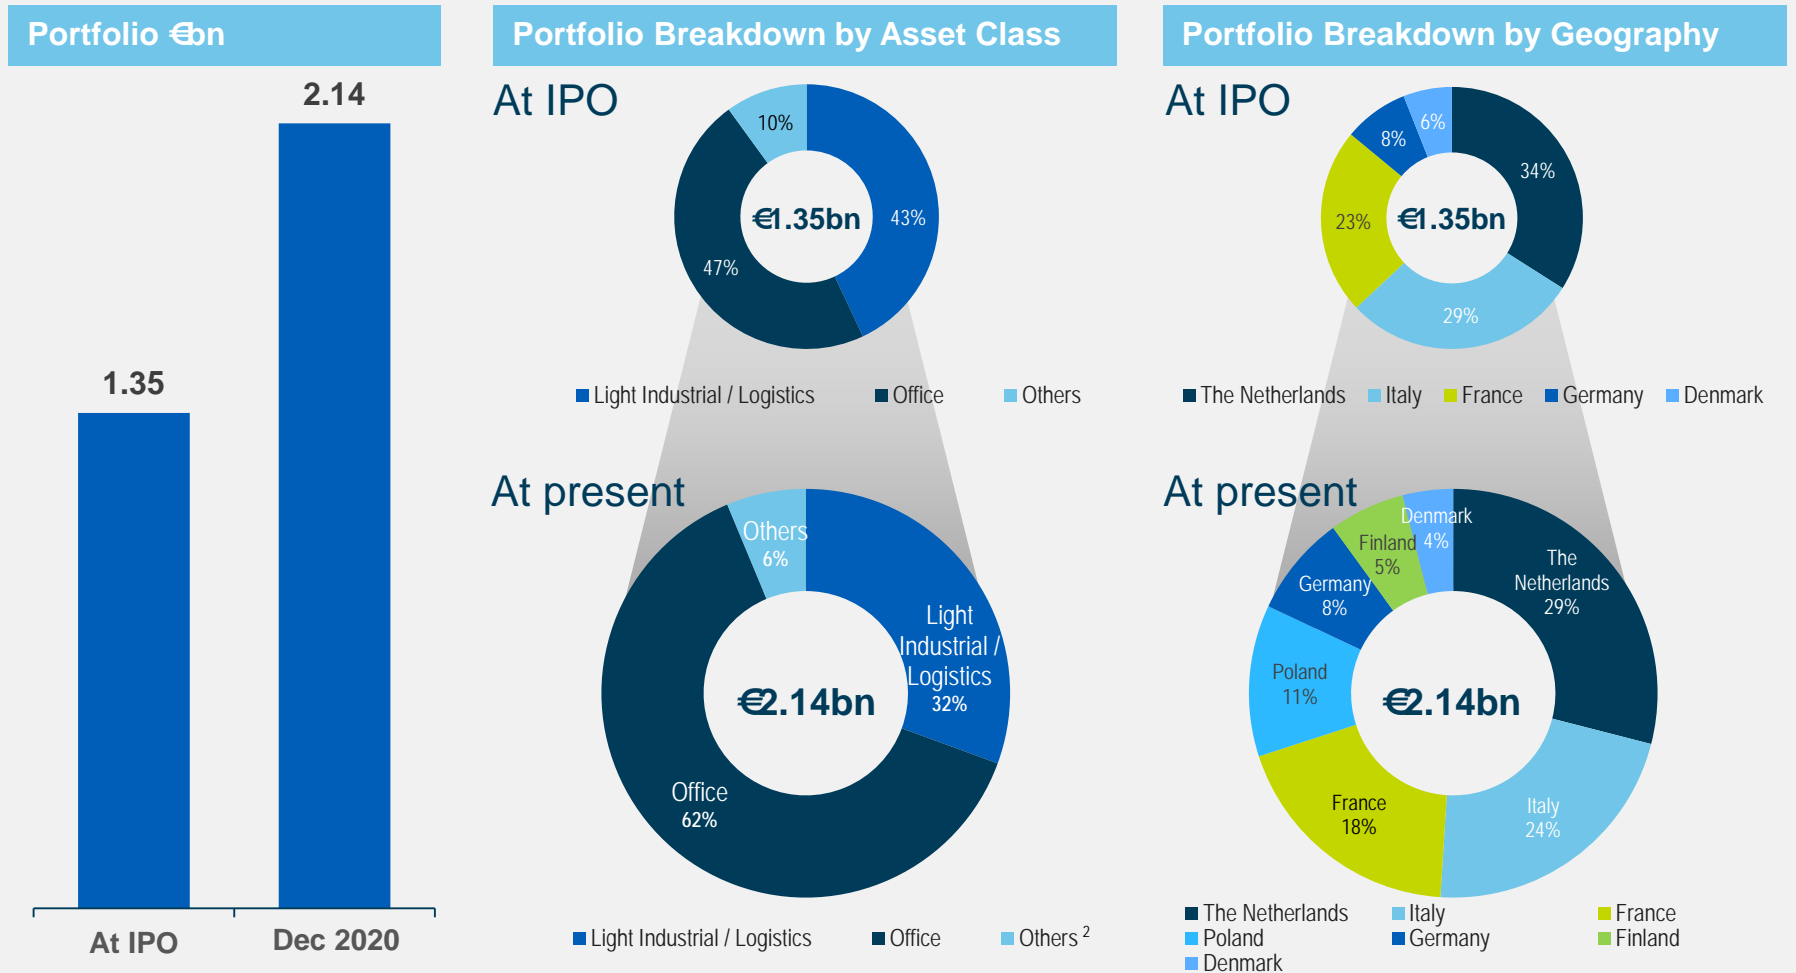 Portfolio €bn
2.14
1.35
At IPO
Dec 2020
Portfolio Breakdown by Asset Class
At IPO
10%
43%
47%
€1.35bn
Light Industrial / Logistics
Office
Others
At present
Others
6%
Light
Industrial /
Logistics
32%
€2.14bn
Office
62%
Light Industrial / Logistics
Office
Others 2
Portfolio Breakdown by Geography
At IPO
6%
8%
34%
23%
€1.35bn
29%
The Netherlands
Italy
France
Germany
Denmark
At present
Denmark
4%
Finland
5%
The
Netherlands
29%
Germany
8%
Poland
11%
€2.14bn
France
18%
Italy
24%
The Netherlands
Italy
France
Poland
Germany
Finland
Denmark